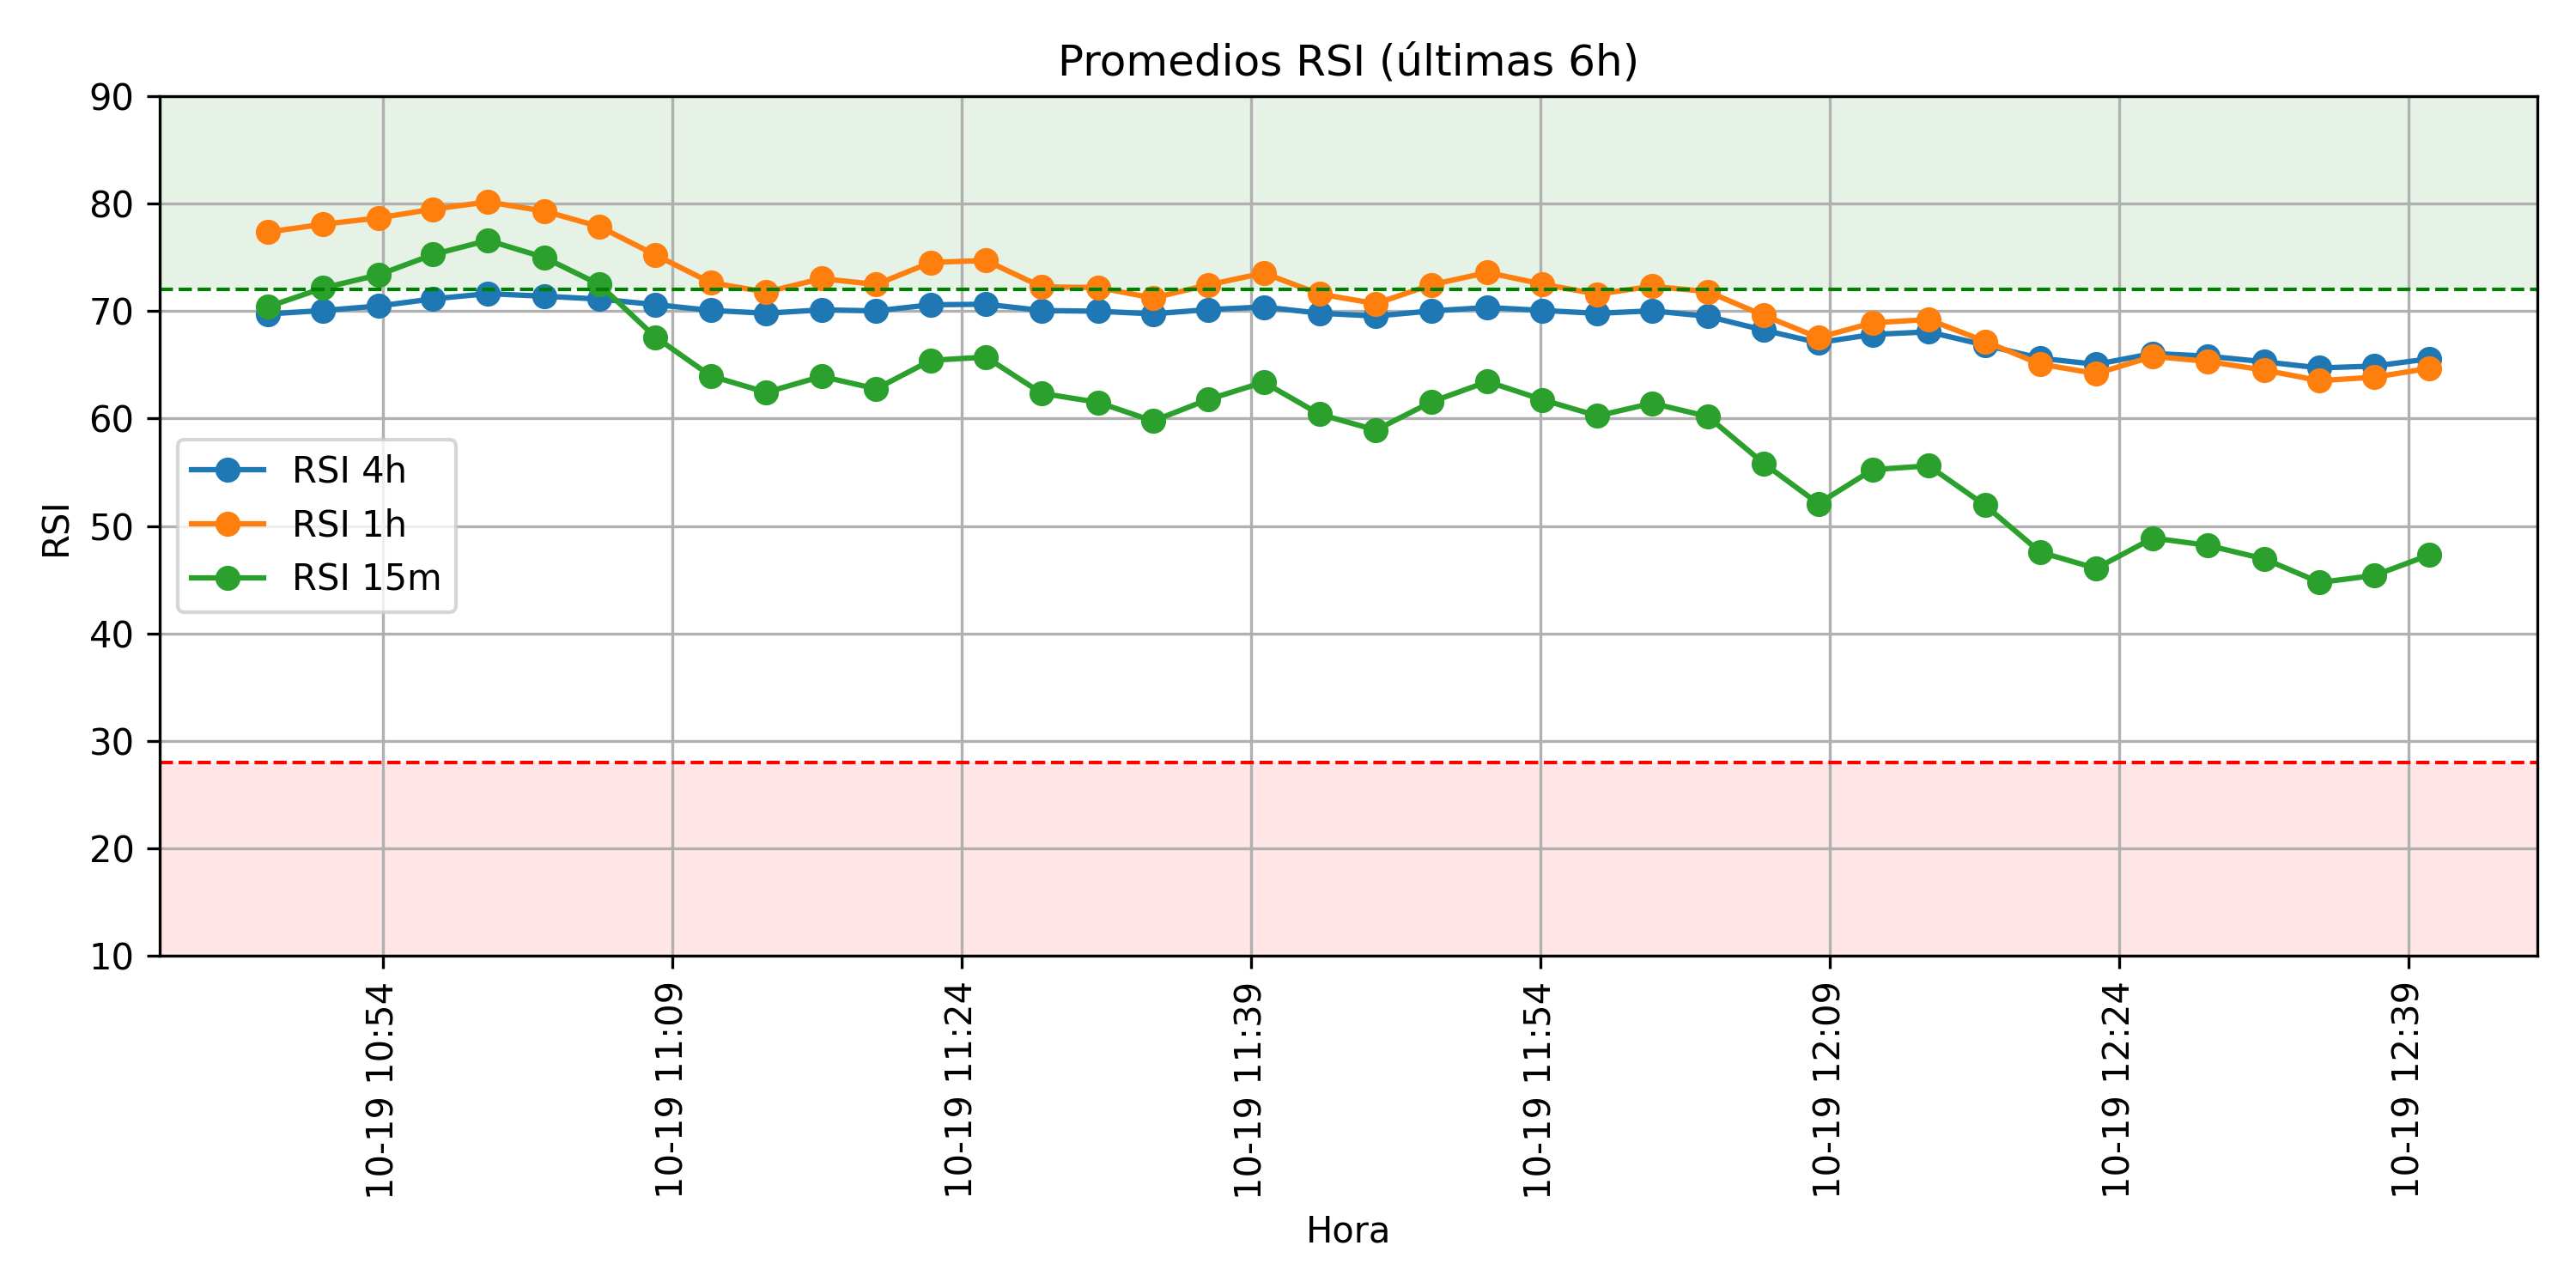 Promedios RSI (últimas 6h)
RSI
90
80
70
60
50
40
30
20
10
RSI 4h
RSI 1h
RSI 15m
10-19 10:54
10-19 11:09
10-19 11:24
10-19 11:39
10-19 11:54
10-19 12:09
10-19 12:24
10-19 12:39
Hora